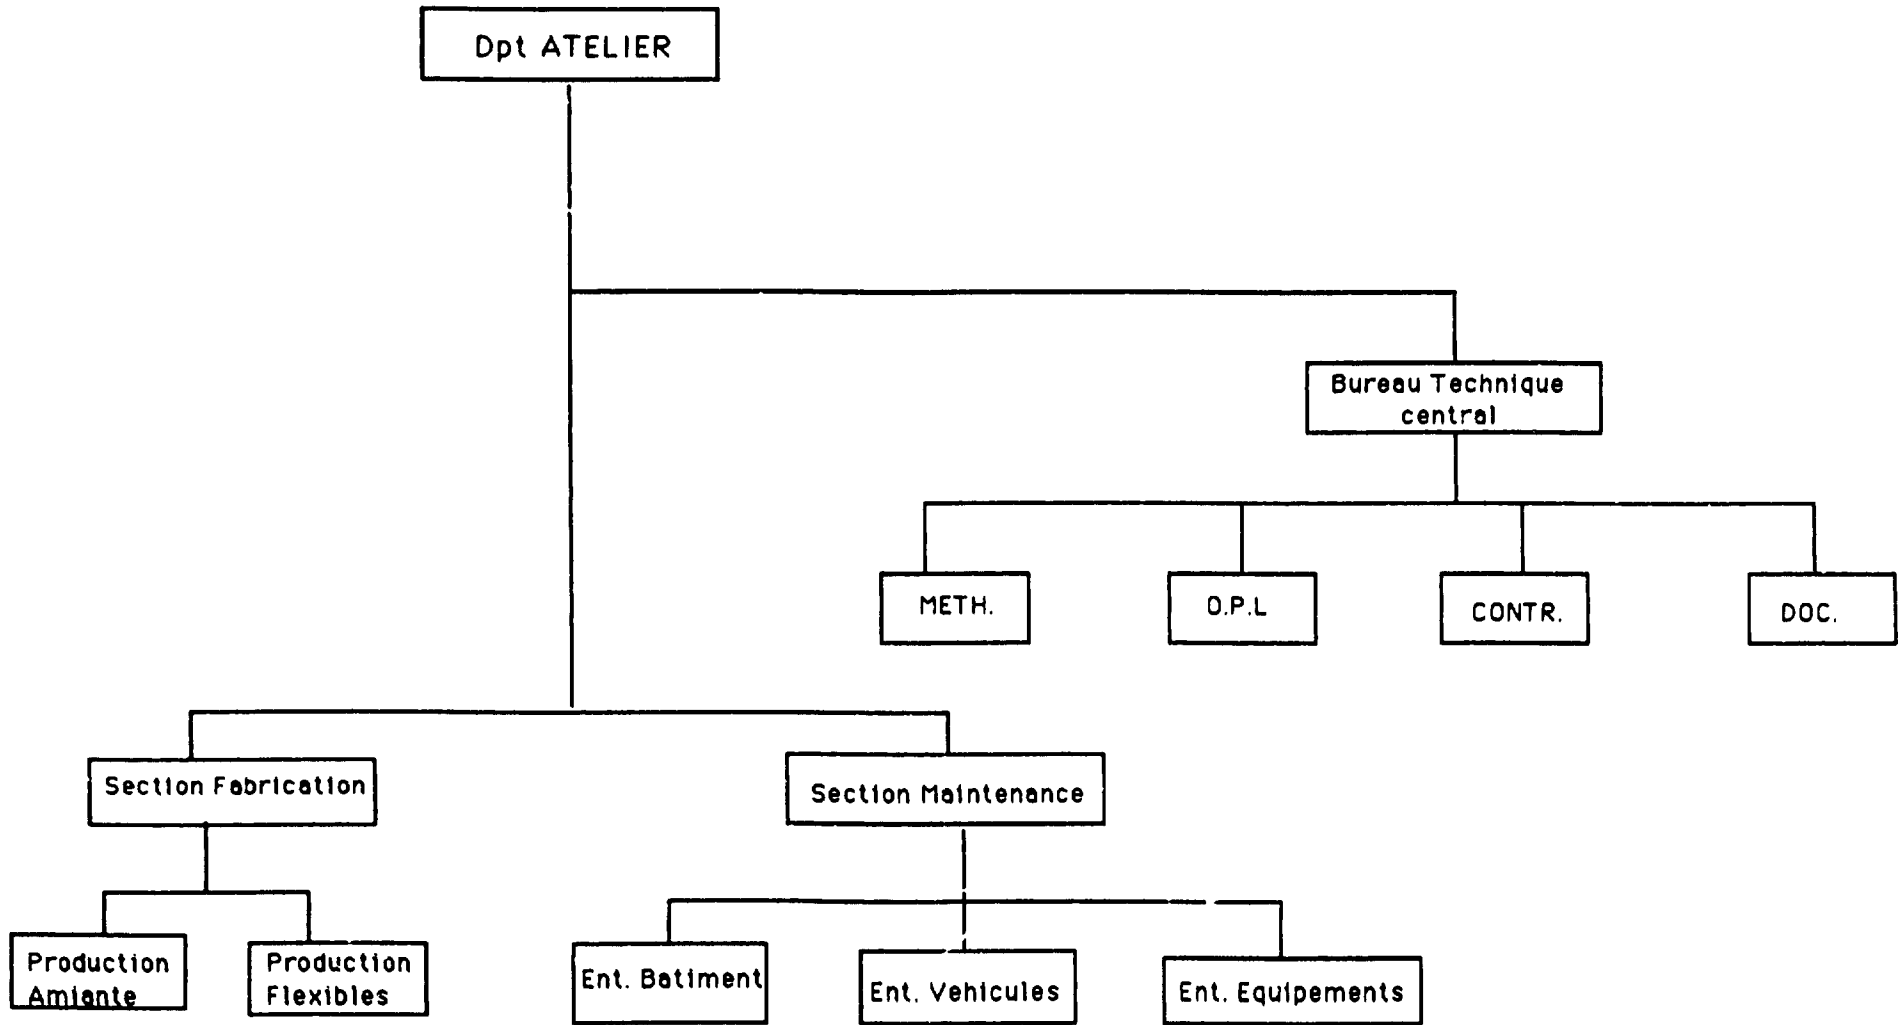 Dpt ATELIER
Bureau Technique
central
METH.
O.P.L
CONTR.
DOC.
Section Fabrication
Section Maintenance
Production
Amiante
Production
Flexibles
Ent. Batiment
Ent. Vehicules
Ent. Equipements